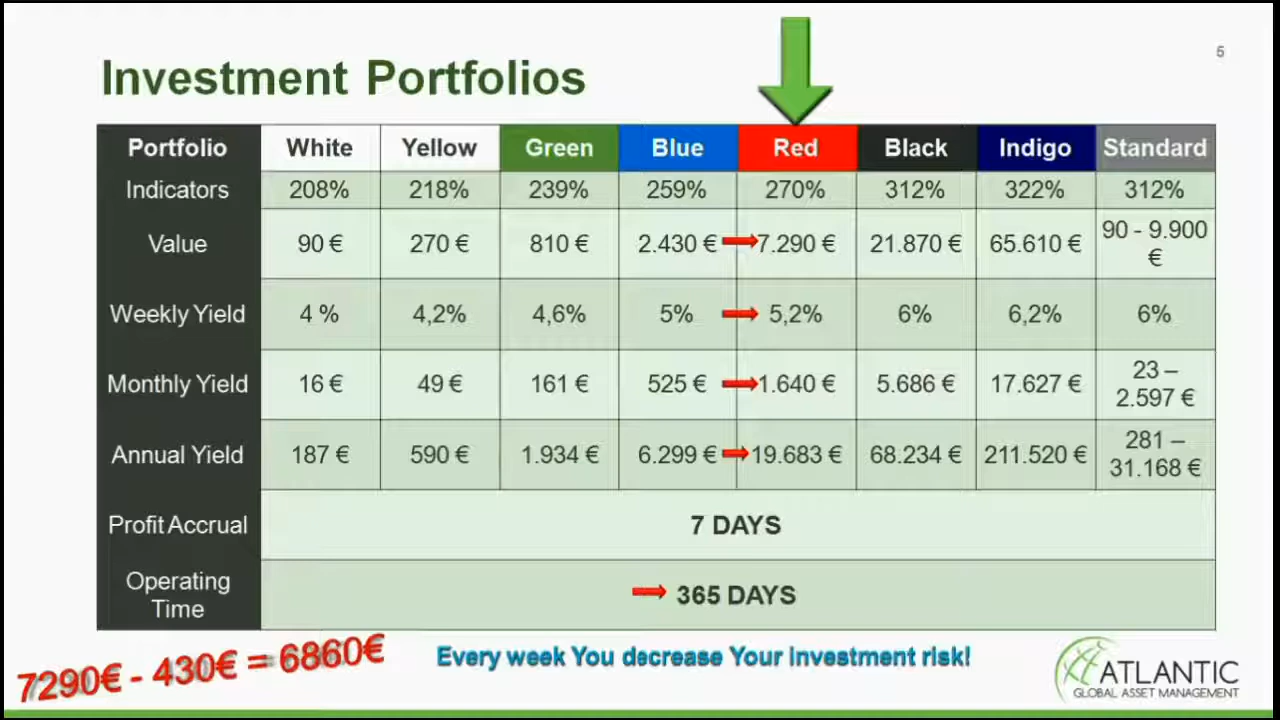 5
Investment Portfolios
Portfolio White Yellow Green Blue Red Black Indigo Standard
Indicators 208% 218% 239% 259% 270% 312% 322% 312%
Value 90 € 270 € 810 € 2.430 € 7.290 € 21.870 € 65.610 € 90 - 9.900 €
Weekly Yield 4 % 4,2% 4,6% 5% 5,2% 6% 6,2% 6%
Monthly Yield 16 € 49 € 161 € 525 € 1.640 € 5.686 € 17.627 € 23 – 2.597 €
Annual Yield 187 € 590 € 1.934 € 6.299 € 19.683 € 68.234 € 211.520 € 281 – 31.168 €
Profit Accrual 7 DAYS
Operating Time 365 DAYS
7290€ - 430€ = 6860€
Every week You decrease Your investment risk!
ATLANTIC
GLOBAL ASSET MANAGEMENT